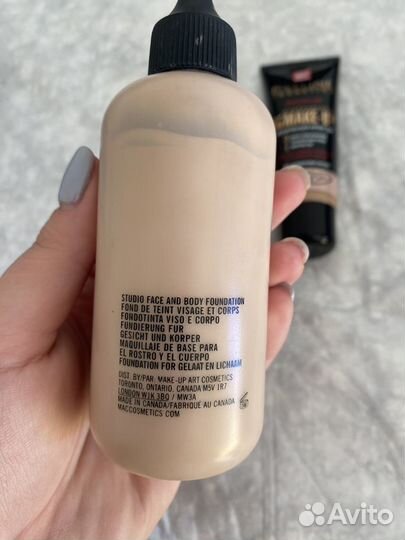 STUDIO FACE AND BODY FOUNDATION
FOND DE TEINT VISAGE ET CORPS
FONDOTINTA VISO E CORPO
FUNDIERUNG FUR
GESICHT UND KORPER
MAQUILLAJE DE BASE PARA
EL ROSTRO Y EL CUERPO
FOUNDATION FOR GELAAT EN LICHAAM
DIST. BY/PAR. MAKE-UP ART COSMETICS
TORONTO, ONTARIO, CANADA M5V 1R7
LONDON WJK 3BQ / MW3A
MADE IN CANADA/FABRIQUE AU CANADA
MACCOSMETICS.COM
MAKE U
Avito